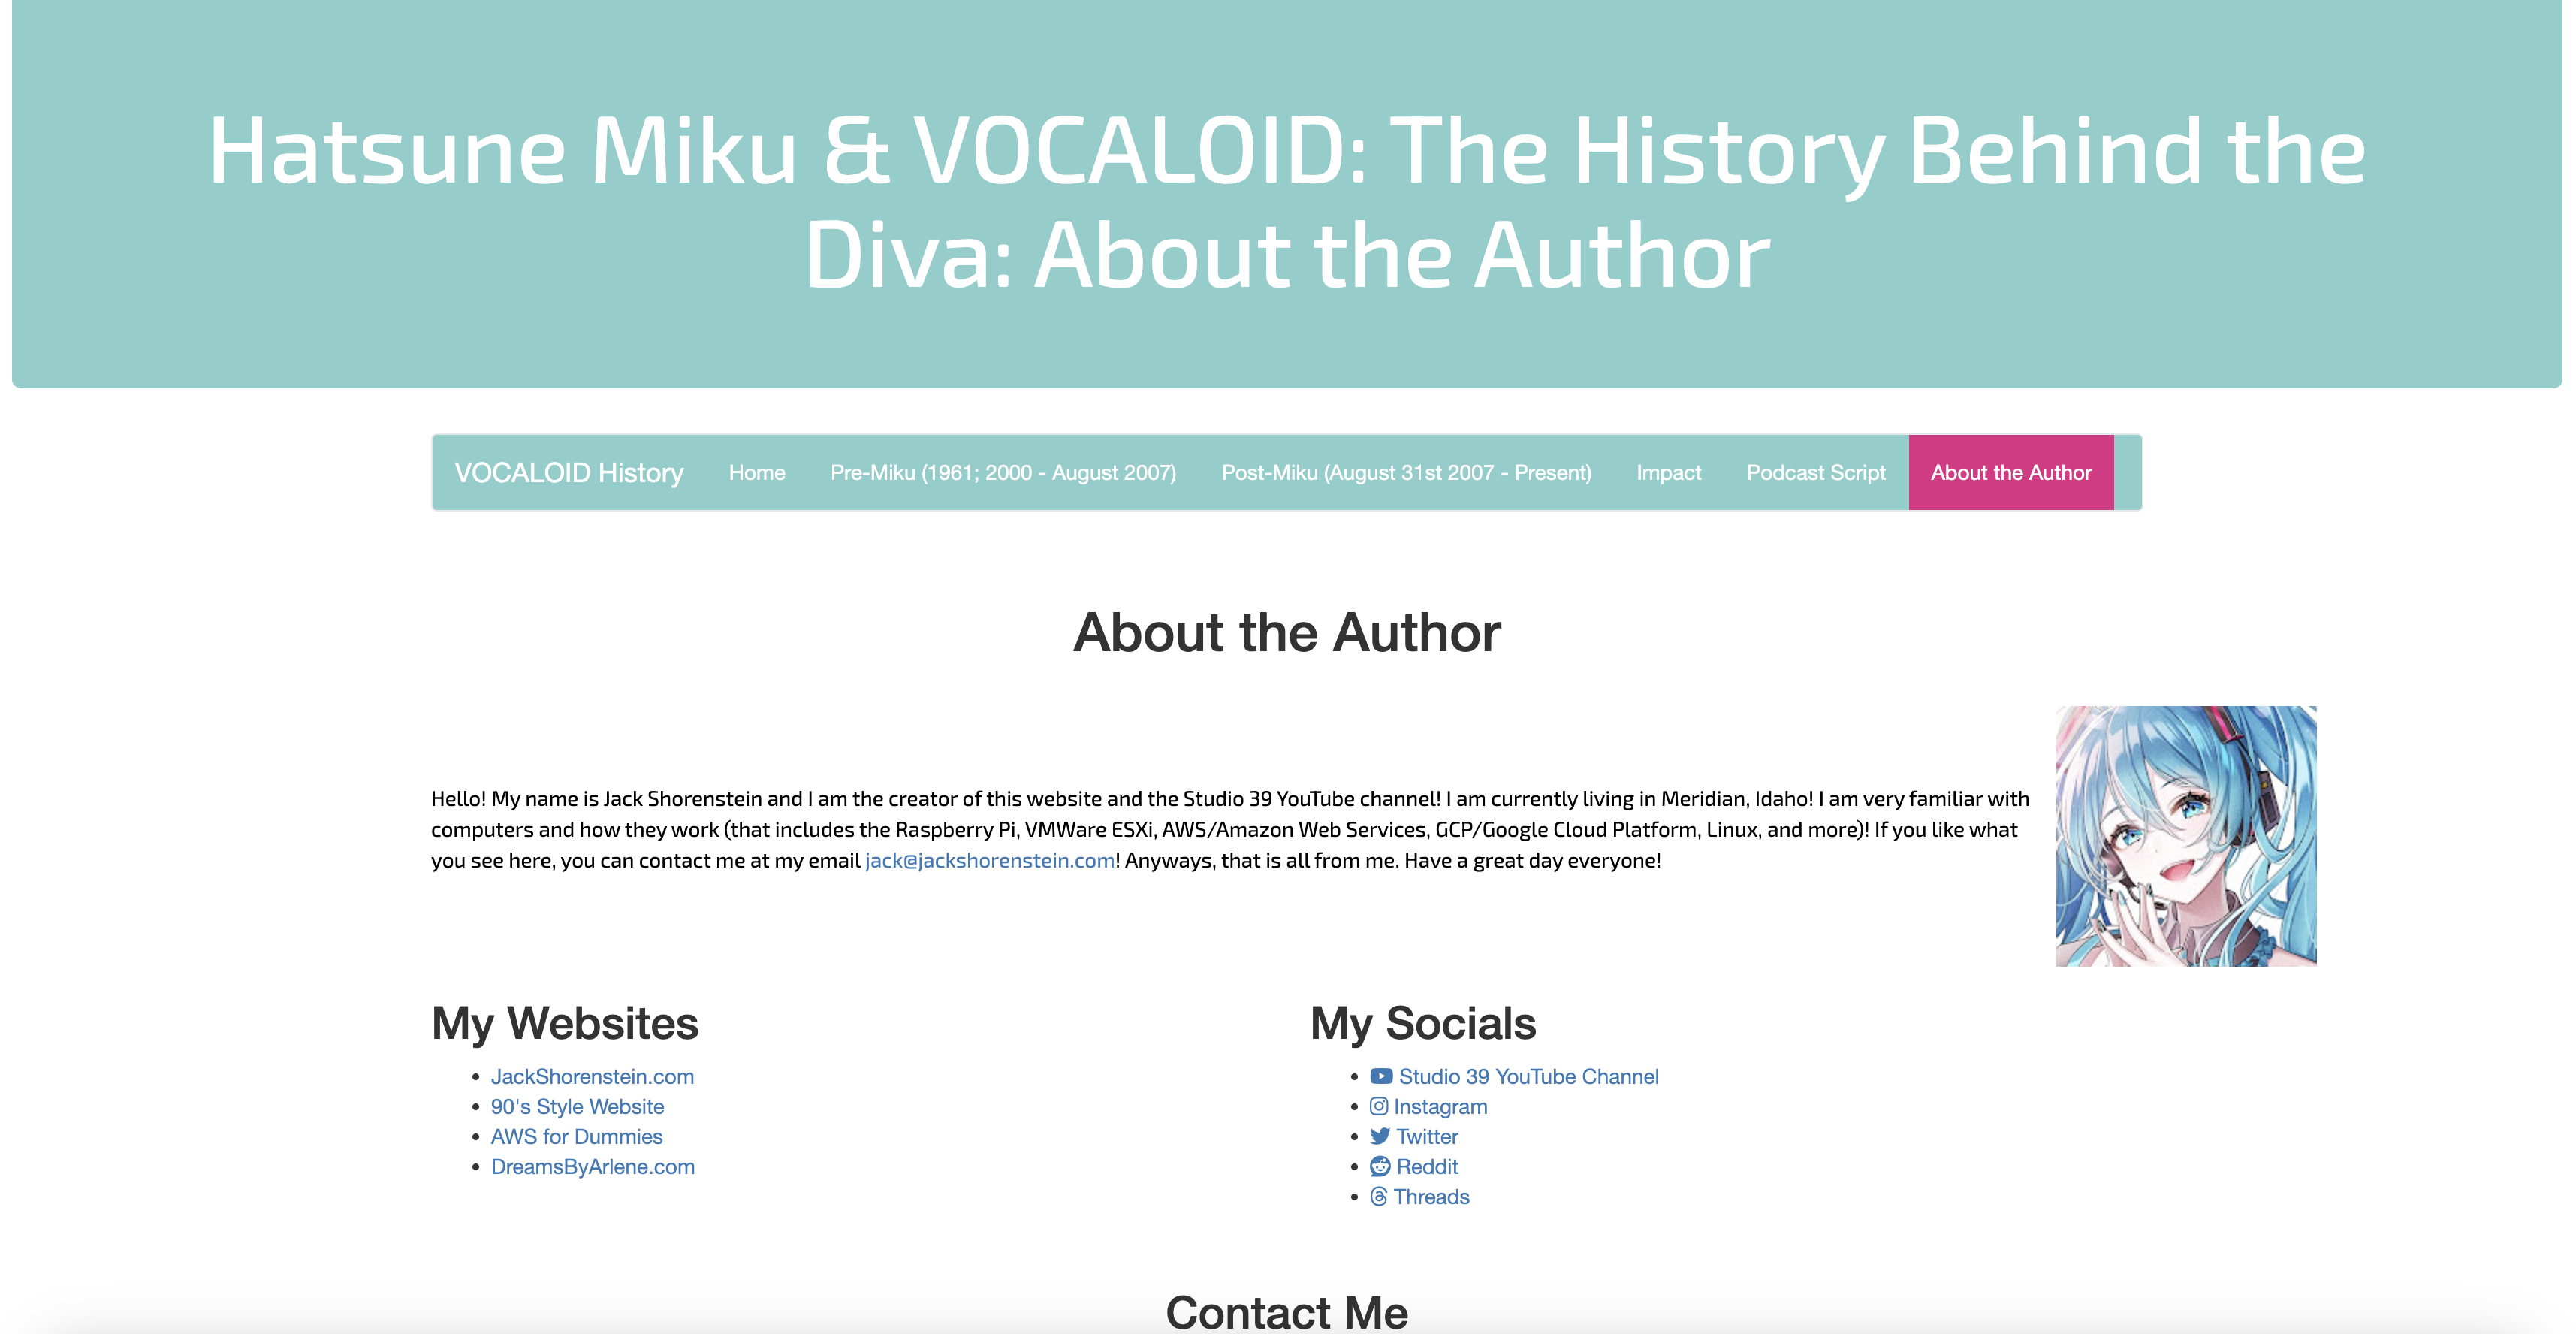 Hatsune Miku & VOCALOID: The History Behind the
Diva: About the Author
VOCALOID History Home Pre-Miku (1961; 2000 - August 2007) Post-Miku (August 31st 2007 - Present) Impact Podcast Script About the Author
About the Author
Hello! My name is Jack Shorenstein and I am the creator of this website and the Studio 39 YouTube channel! I am currently living in Meridian, Idaho! I am very familiar with
computers and how they work (that includes the Raspberry Pi, VMWare ESXi, AWS/Amazon Web Services, GCP/Google Cloud Platform, Linux, and more)! If you like what
you see here, you can contact me at my email jack@jackshorenstein.com! Anyways, that is all from me. Have a great day everyone!
My Websites
JackShorenstein.com
90's Style Website
AWS for Dummies
DreamsByArlene.com
My Socials
Studio 39 YouTube Channel
Instagram
Twitter
Reddit
Threads
Contact Me